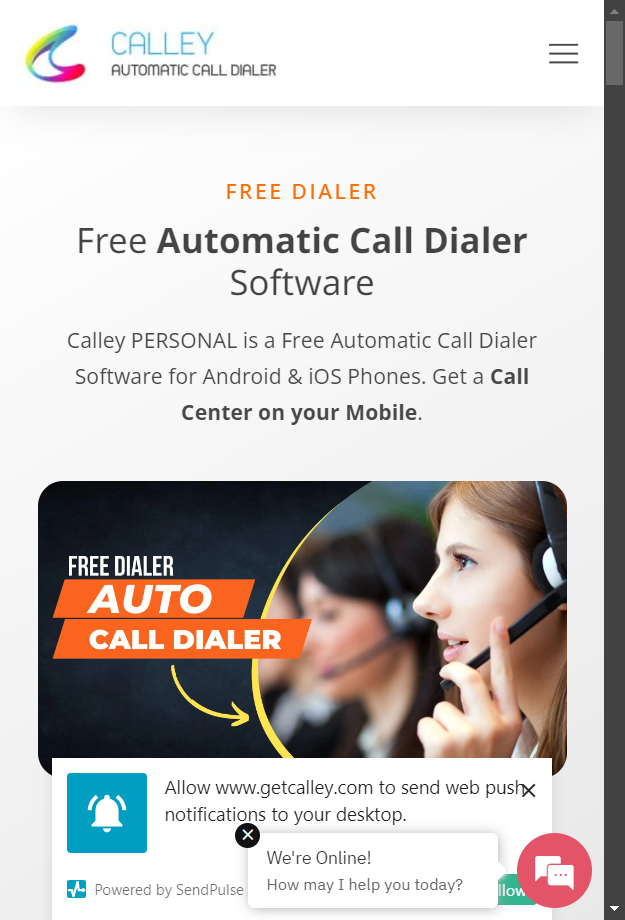 CALLEY
AUTOMATIC CALL DIALER
FREE DIALER
Free Automatic Call Dialer
Software
Calley PERSONAL is a Free Automatic Call Dialer
Software for Android & iOS Phones. Get a Call
Center on your Mobile.
FREE DIALER
AUTO
CALL DIALER
Allow www.getcalley.com to send web push
notifications to your desktop.
We're Online!
How may I help you today?
Powered by SendPulse
llow